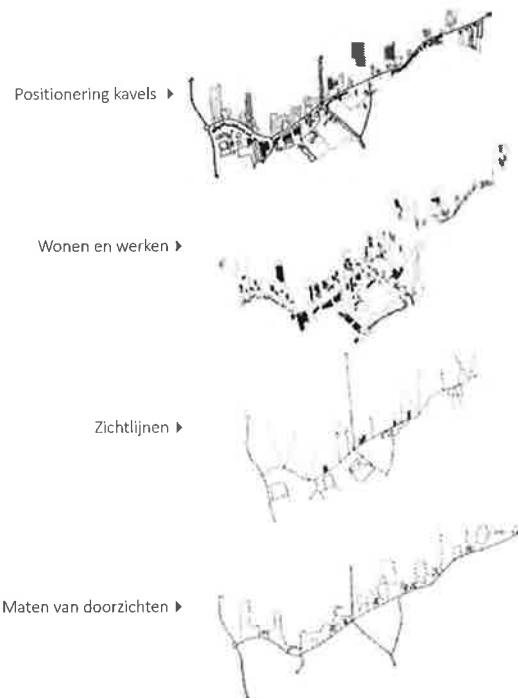 Positionering kavels ▶
Wonen en werken ▶
Zichtlijnen ▶
Maten van doorzichten ▶